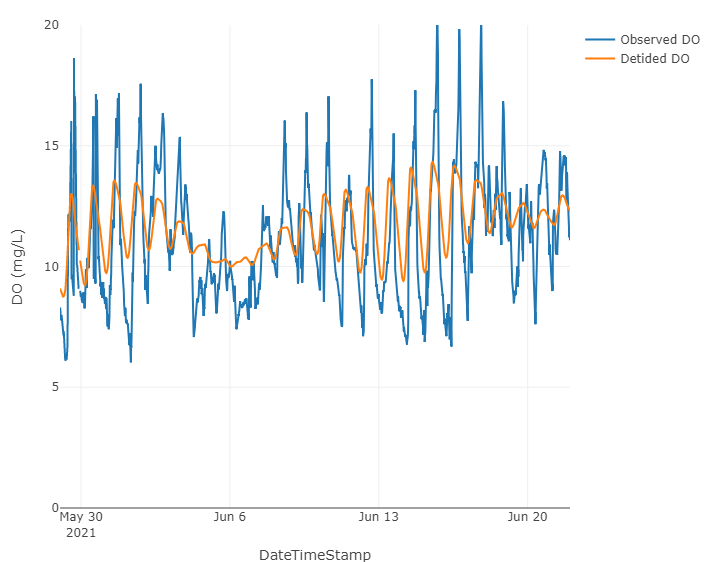 20
15
10
5
0
DO (mg/L)
May 30
2021
Jun 6
Jun 13
Jun 20
DateTimeStamp
Observed DO
Detided DO